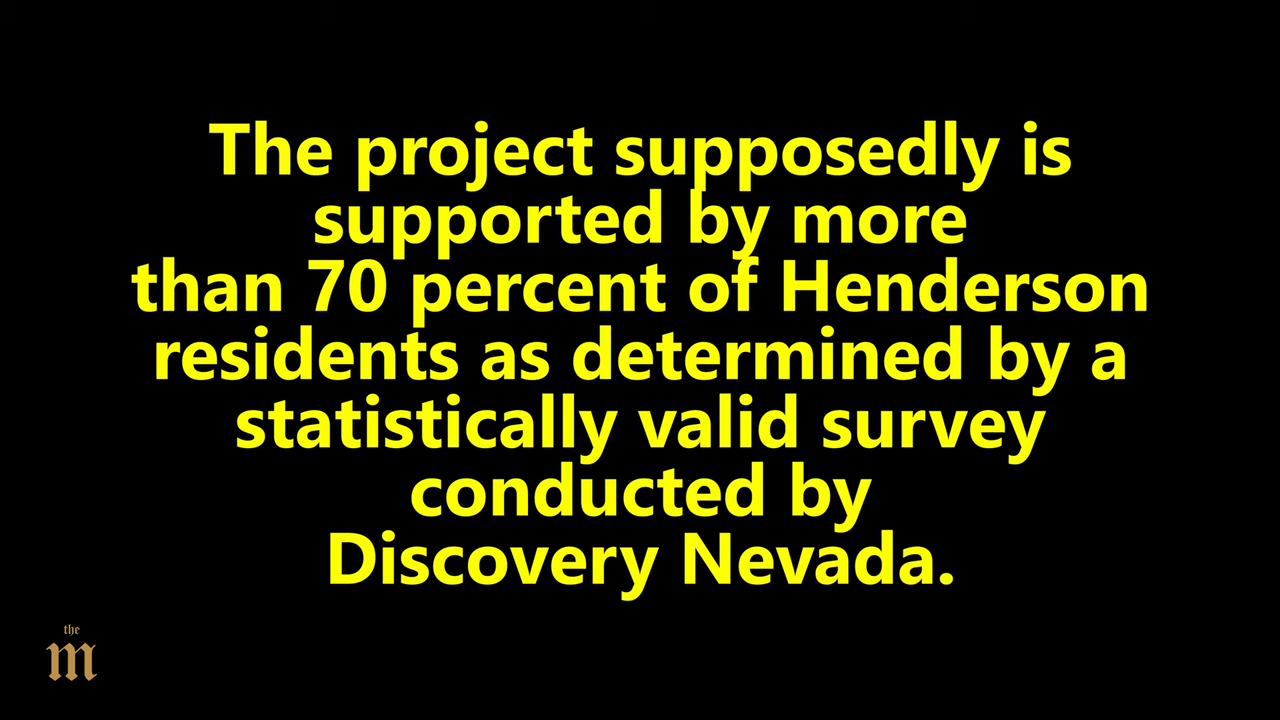 The project supposedly is
supported by more
than 70 percent of Henderson
residents as determined by a
statistically valid survey
conducted by
Discovery Nevada.
the
m